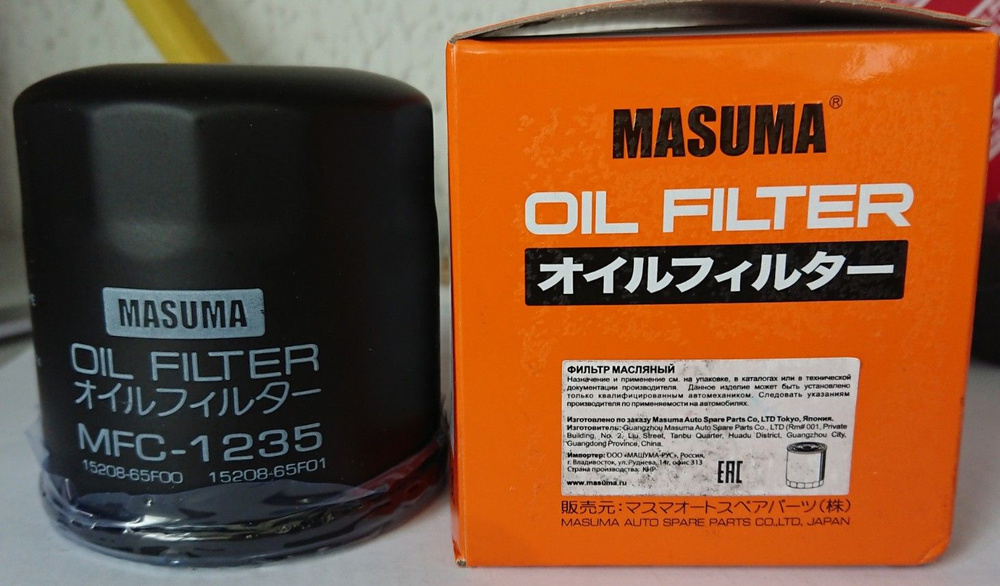 MASUMA
OIL FILTER
オイルフィルター
MFC-1235
15208-65F00 15208-65F01
MASUMA®
OIL FILTER
オイルフィルター
ФИЛЬТР МАСЛЯНЫЙ
Назначение и применение см. на упаковке, в каталогах или в технической
документации производителя. Данное изделие может быть установлено
только квалифицированным автомехаником. Следовать указаниям
производителя по применяемости на автомобилях.
Изготовлено по заказу Masuma Auto Spare Parts Co., LTD Tokyo, Япония.
Изготовитель: Guangzhou Masuma Auto Spare Parts Co., LTD (Rm# 001, Private
Building, No. 2, Liu Street, Tanbu Quarter, Huadu District, Guangzhou City,
Guangdong Province, China.
Импортер: ООО «МАШУМА-РУС», Россия,
г. Владивосток, ул. Руднева, 14г, офис 313
Страна производства: КНР
www.masuma.ru
EAC
販売元:マスマオートスペアパーツ(株)
MASUMA AUTO SPARE PARTS CO.,LTD, JAPAN